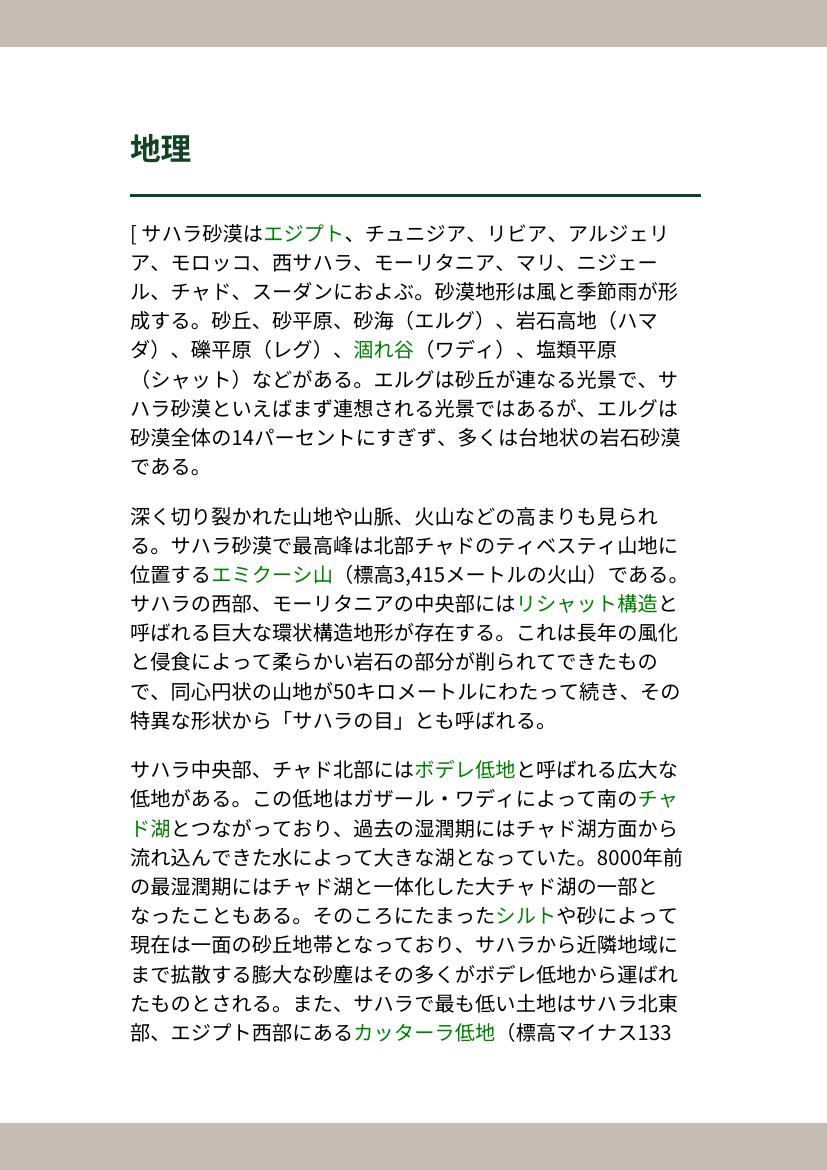 地理
[ サハラ砂漠はエジプト、チュニジア、リビア、アルジェリ
ア、モロッコ、西サハラ、モーリタニア、マリ、ニジェー
ル、チャド、スーダンにおよぶ。砂漠地形は風と季節雨が形
成する。砂丘、砂平原、砂海（エルグ）、岩石高地（ハマ
ダ）、礫平原（レグ）、涸れ谷（ワディ）、塩類平原
（シャット）などがある。エルグは砂丘が連なる光景で、サ
ハラ砂漠といえばまず連想される光景ではあるが、エルグは
砂漠全体の14パーセントにすぎず、多くは台地状の岩石砂漠
である。
深く切り裂かれた山地や山脈、火山などの高まりも見られ
る。サハラ砂漠で最高峰は北部チャドのティベスティ山地に
位置するエミクーシ山（標高3,415メートルの火山）である。
サハラの西部、モーリタニアの中央部にはリシャット構造と
呼ばれる巨大な環状構造地形が存在する。これは長年の風化
と侵食によって柔らかい岩石の部分が削られてできたもの
で、同心円状の山地が50キロメートルにわたって続き、その
特異な形状から「サハラの目」とも呼ばれる。
サハラ中央部、チャド北部にはボデレ低地と呼ばれる広大な
低地がある。この低地はガザール・ワディによって南のチャ
ド湖とつながっており、過去の湿潤期にはチャド湖方面から
流れ込んできた水によって大きな湖となっていた。8000年前
の最湿潤期にはチャド湖と一体化した大チャド湖の一部と
なったこともある。そのころにたまったシルトや砂によって
現在は一面の砂丘地帯となっており、サハラから近隣地域に
まで拡散する膨大な砂塵はその多くがボデレ低地から運ばれ
たものとされる。また、サハラで最も低い土地はサハラ北東
部、エジプト西部にあるカッターラ低地（標高マイナス133